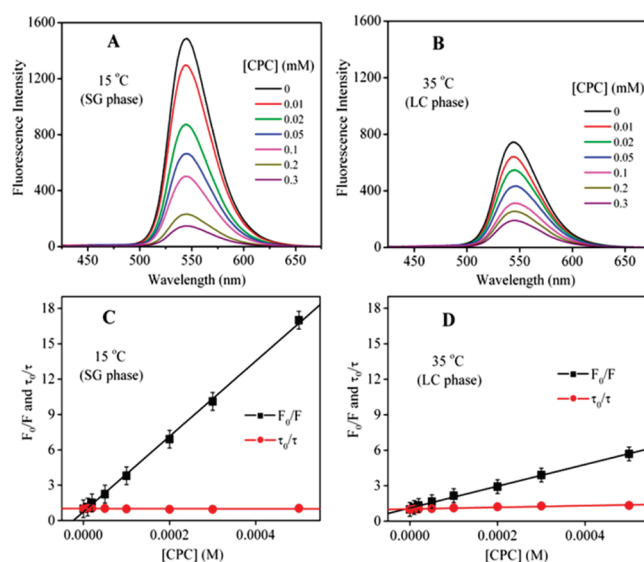 A
15 °C
(SG phase)
[CPC] (mM)
0
0.01
0.02
0.05
0.1
0.2
0.3
Fluorescence Intensity
1600
1200
800
400
0
450 500 550 600 650
Wavelength (nm)
B
35 °C
(LC phase)
[CPC] (mM)
0
0.01
0.02
0.05
0.1
0.2
0.3
Fluorescence Intensity
1600
1200
800
400
0
450 500 550 600 650
Wavelength (nm)
C
15 °C
(SG phase)
F₀/F
τ₀/τ
F₀/F and τ₀/τ
18
15
12
9
6
3
0
0.0000 0.0002 0.0004
[CPC] (M)
D
35 °C
(LC phase)
F₀/F
τ₀/τ
F₀/F and τ₀/τ
18
15
12
9
6
3
0
0.0000 0.0002 0.0004
[CPC] (M)